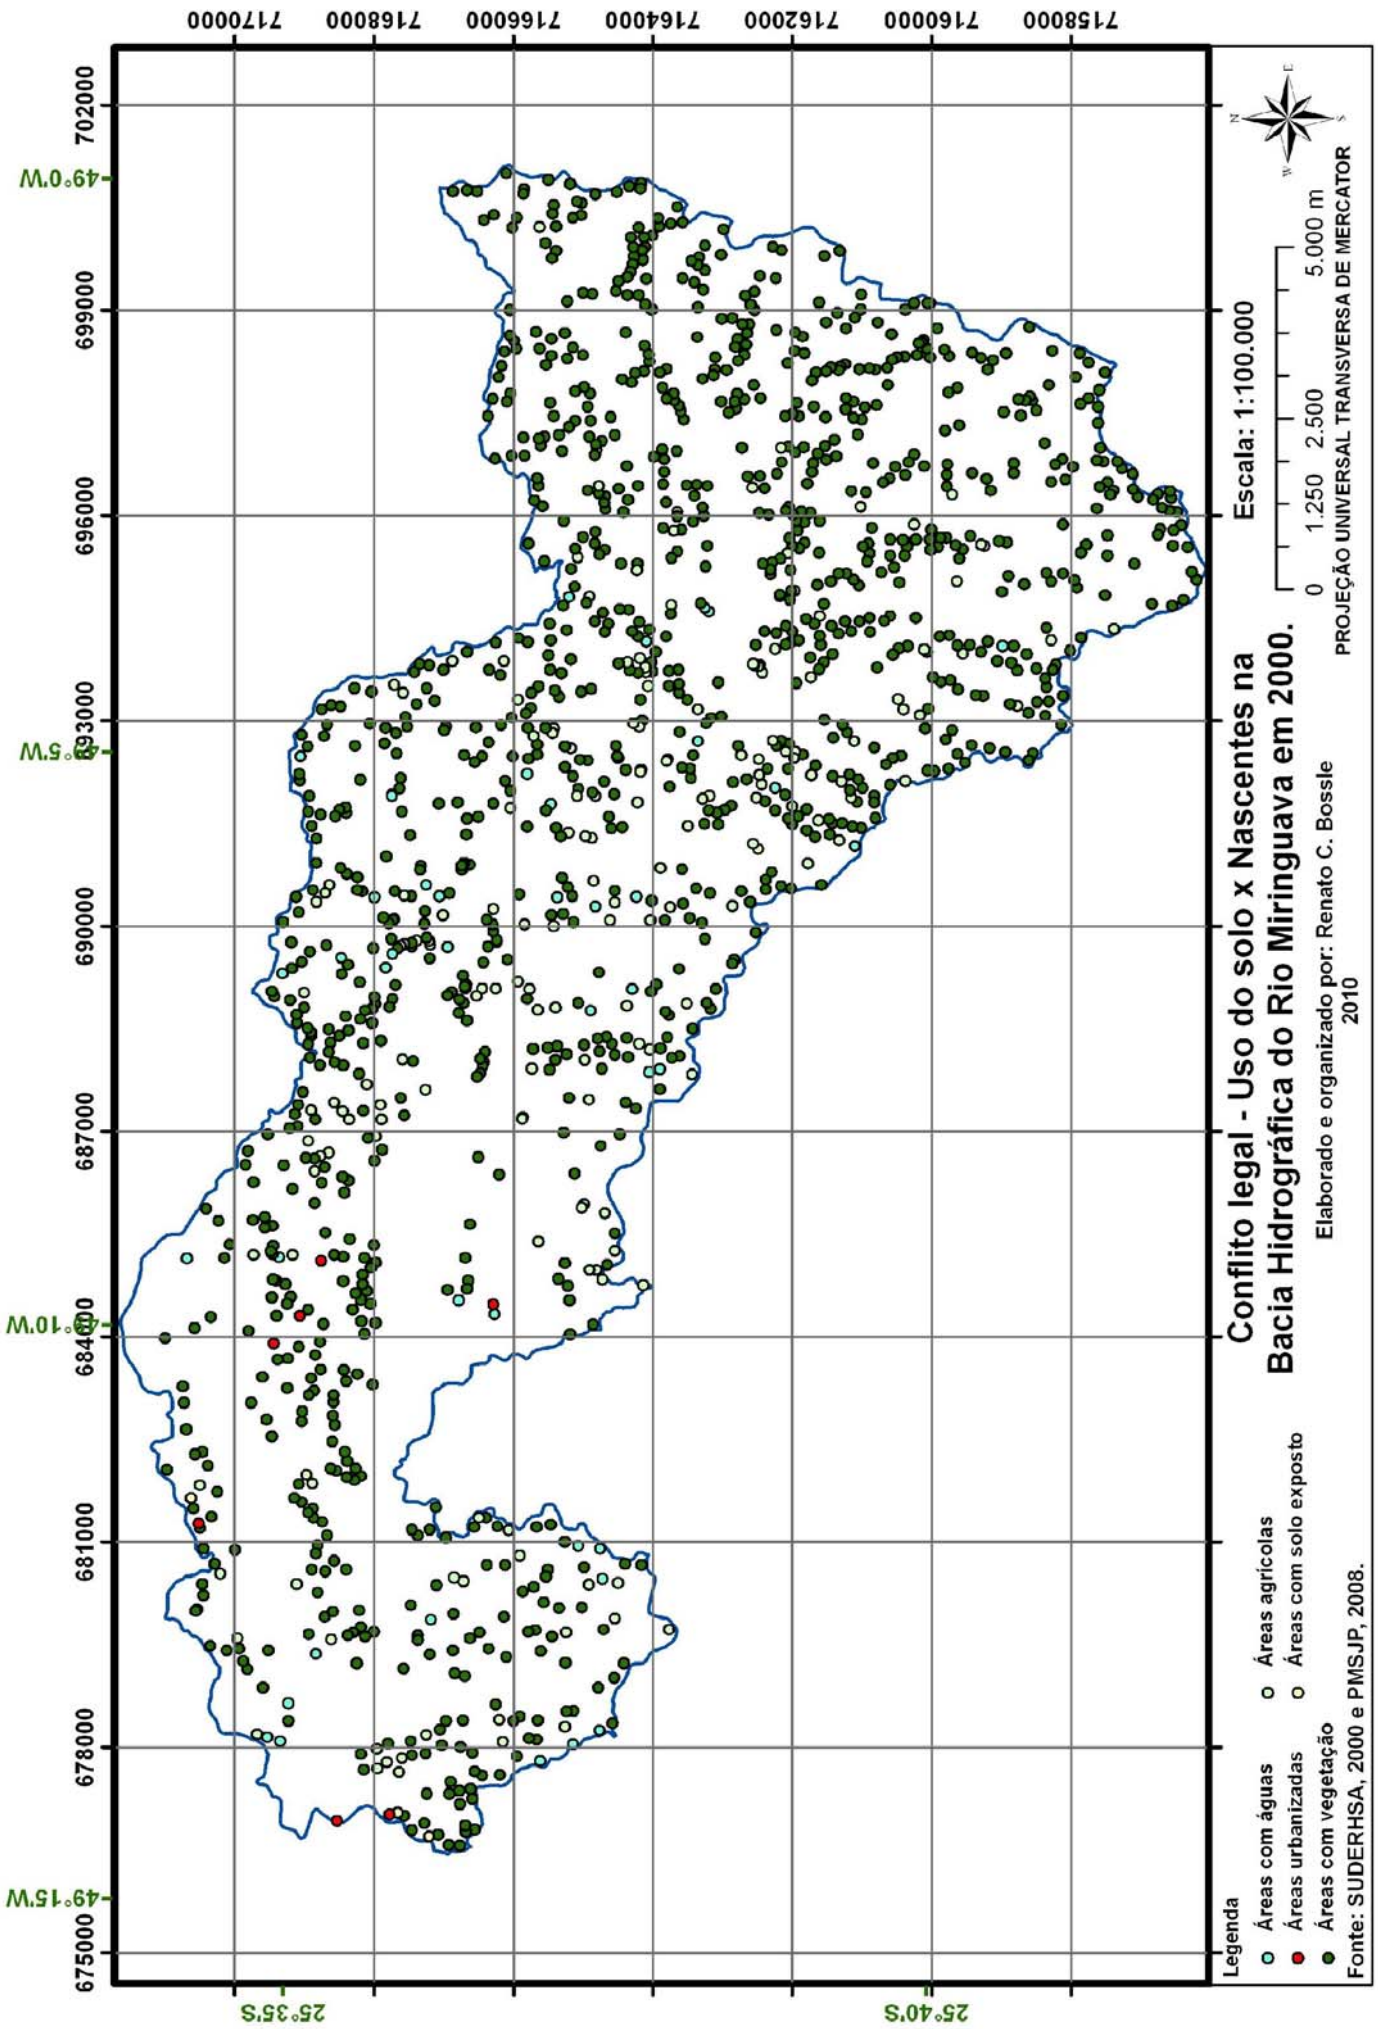 49°15'W
49°10'W
49°5'W
49°0'W
675000
678000
681000
684000
687000
690000
693000
696000
699000
702000
25°35'S
25°40'S
7170000
7168000
7166000
7164000
7162000
7160000
7158000
Legenda
Áreas com águas
Áreas agrícolas
Áreas urbanizadas
Áreas com solo exposto
Áreas com vegetação
Fonte: SUDERHSA, 2000 e PMSJP, 2008.
Conflito legal - Uso do solo x Nascentes na
Bacia Hidrográfica do Rio Miringuava em 2000.
Elaborado e organizado por: Renato C. Bossle
2010
Escala: 1:100.000
0 1.250 2.500 5.000 m
PROJEÇÃO UNIVERSAL TRANSVERSA DE MERCATOR
N
W
E
S